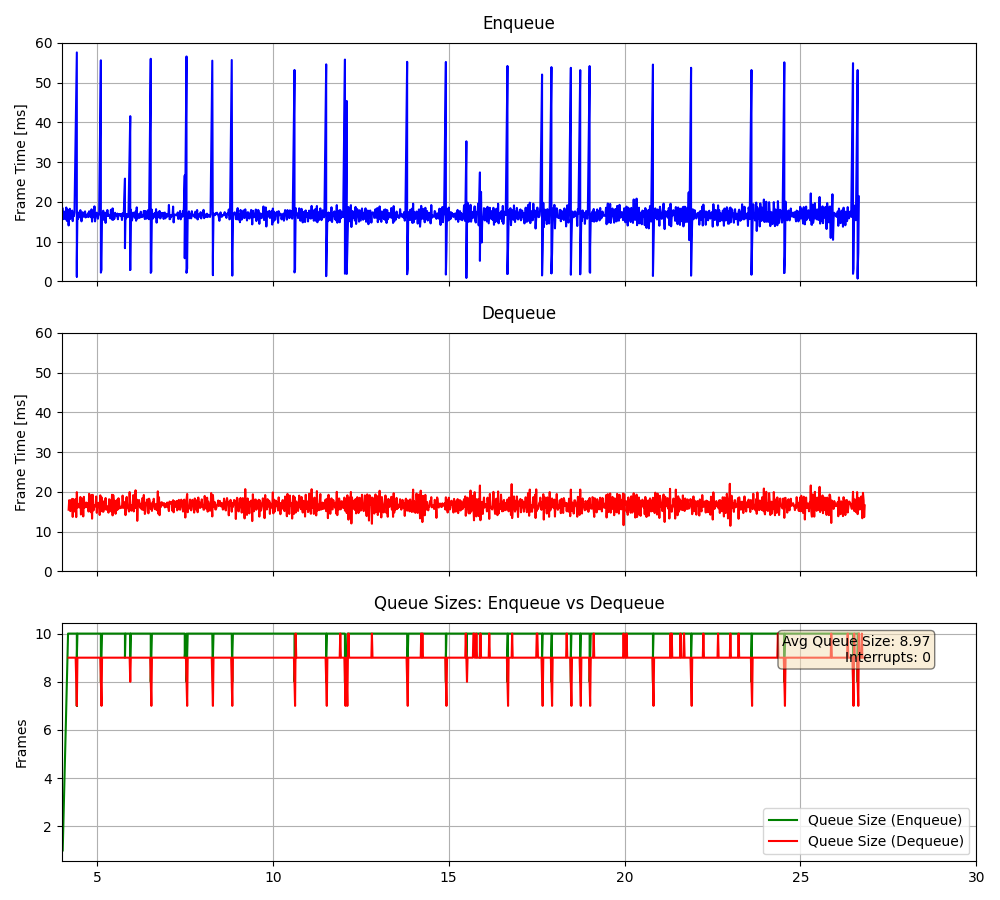 Enqueue
Frame Time [ms]
60
50
40
30
20
10
0
Dequeue
Frame Time [ms]
60
50
40
30
20
10
0
Queue Sizes: Enqueue vs Dequeue
Frames
10
8
6
4
2
Avg Queue Size: 8.97
Interrupts: 0
Queue Size (Enqueue)
Queue Size (Dequeue)
5 10 15 20 25 30